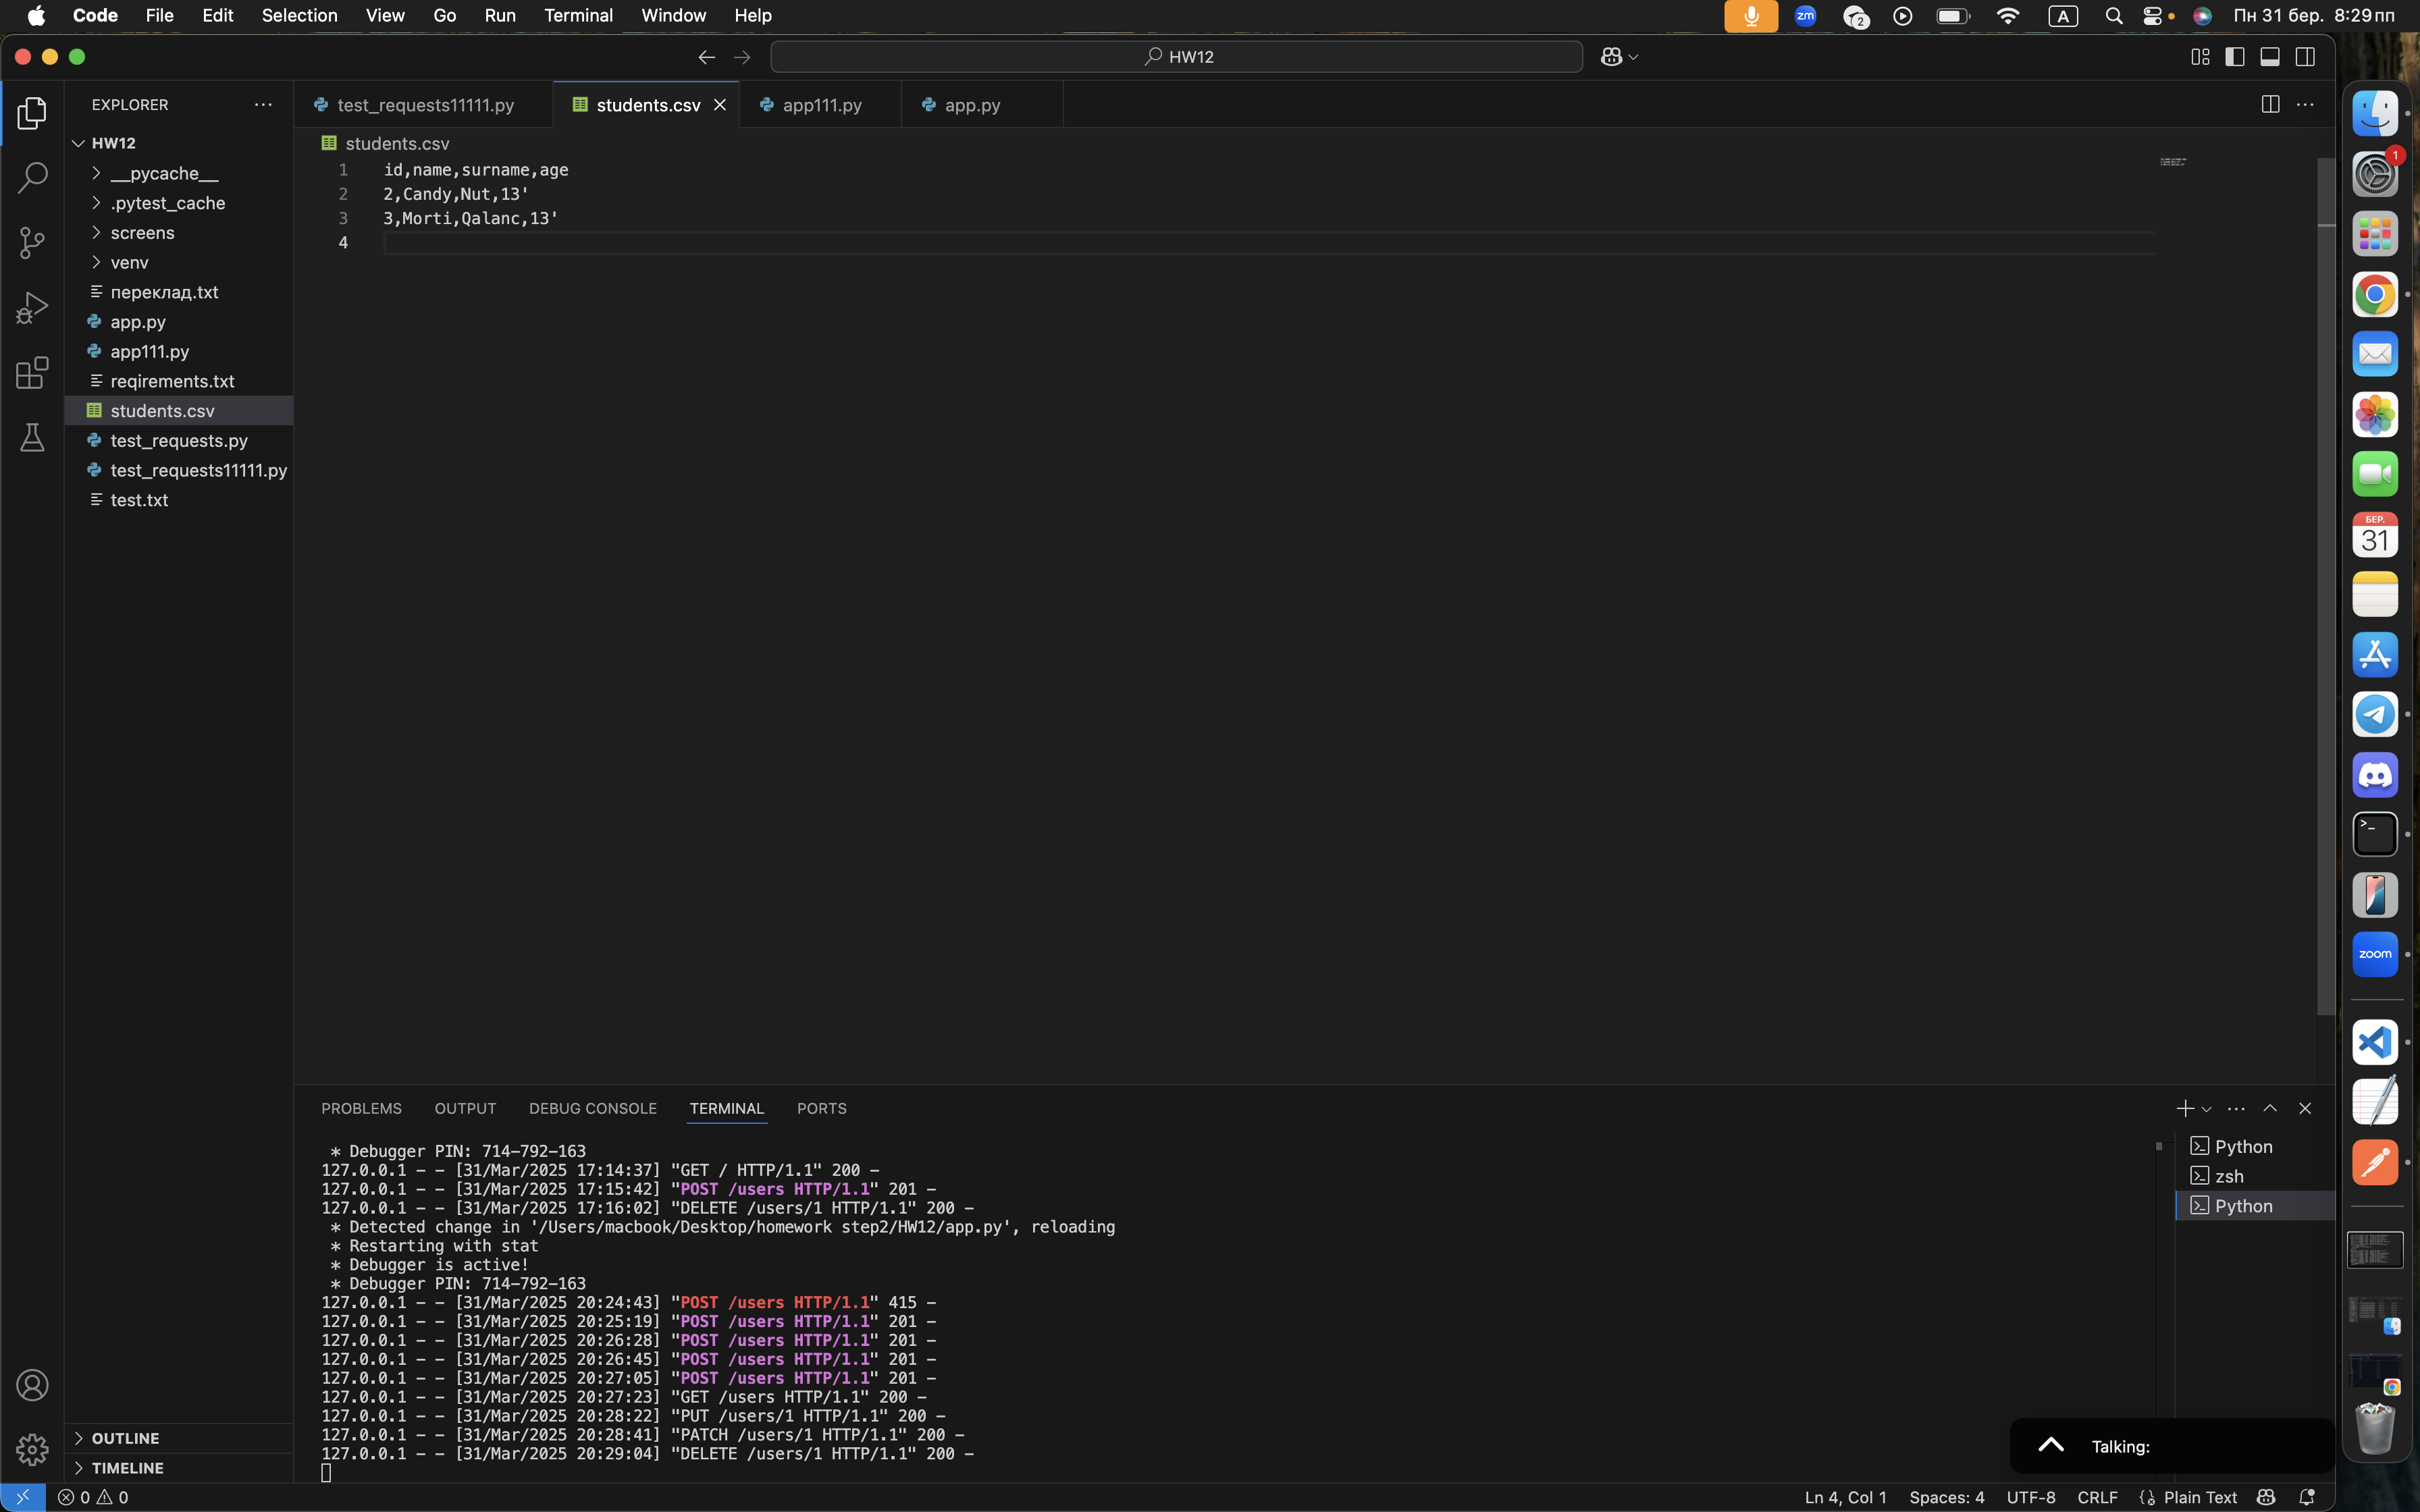 Code File Edit Selection View Go Run Terminal Window Help
zm 2 A Пн 31 бер. 8:29 пп
HW12
EXPLORER
test_requests11111.py students.csv app111.py app.py
HW12
__pycache__
.pytest_cache
screens
venv
переклад.txt
app.py
app111.py
reqirements.txt
students.csv
test_requests.py
test_requests11111.py
test.txt
OUTLINE
TIMELINE
students.csv
1 id,name,surname,age
2 2,Candy,Nut,13'
3 3,Morti,Qalanc,13'
4
PROBLEMS OUTPUT DEBUG CONSOLE TERMINAL PORTS
* Debugger PIN: 714-792-163
127.0.0.1 - - [31/Mar/2025 17:14:37] "GET / HTTP/1.1" 200 -
127.0.0.1 - - [31/Mar/2025 17:15:42] "POST /users HTTP/1.1" 201 -
127.0.0.1 - - [31/Mar/2025 17:16:02] "DELETE /users/1 HTTP/1.1" 200 -
* Detected change in '/Users/macbook/Desktop/homework step2/HW12/app.py', reloading
* Restarting with stat
* Debugger is active!
* Debugger PIN: 714-792-163
127.0.0.1 - - [31/Mar/2025 20:24:43] "POST /users HTTP/1.1" 415 -
127.0.0.1 - - [31/Mar/2025 20:25:19] "POST /users HTTP/1.1" 201 -
127.0.0.1 - - [31/Mar/2025 20:26:28] "POST /users HTTP/1.1" 201 -
127.0.0.1 - - [31/Mar/2025 20:26:45] "POST /users HTTP/1.1" 201 -
127.0.0.1 - - [31/Mar/2025 20:27:05] "POST /users HTTP/1.1" 201 -
127.0.0.1 - - [31/Mar/2025 20:27:23] "GET /users HTTP/1.1" 200 -
127.0.0.1 - - [31/Mar/2025 20:28:22] "PUT /users/1 HTTP/1.1" 200 -
127.0.0.1 - - [31/Mar/2025 20:28:41] "PATCH /users/1 HTTP/1.1" 200 -
127.0.0.1 - - [31/Mar/2025 20:29:04] "DELETE /users/1 HTTP/1.1" 200 -
Python
zsh
Python
Talking:
0 0
Ln 4, Col 1 Spaces: 4 UTF-8 CRLF Plain Text
1
БЕР.
31
zoom